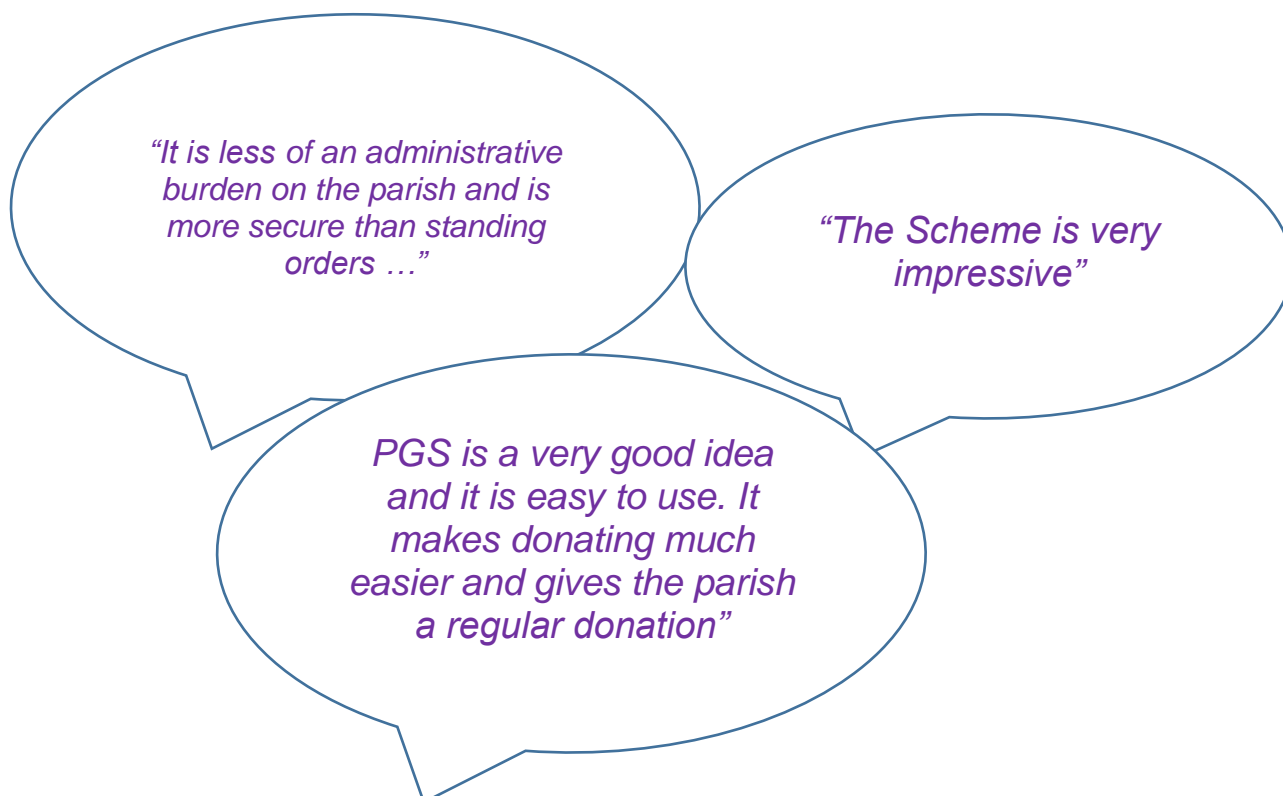 “It is less of an administrative
burden on the parish and is
more secure than standing
orders …”
“The Scheme is very
impressive”
PGS is a very good idea
and it is easy to use. It
makes donating much
easier and gives the parish
a regular donation”